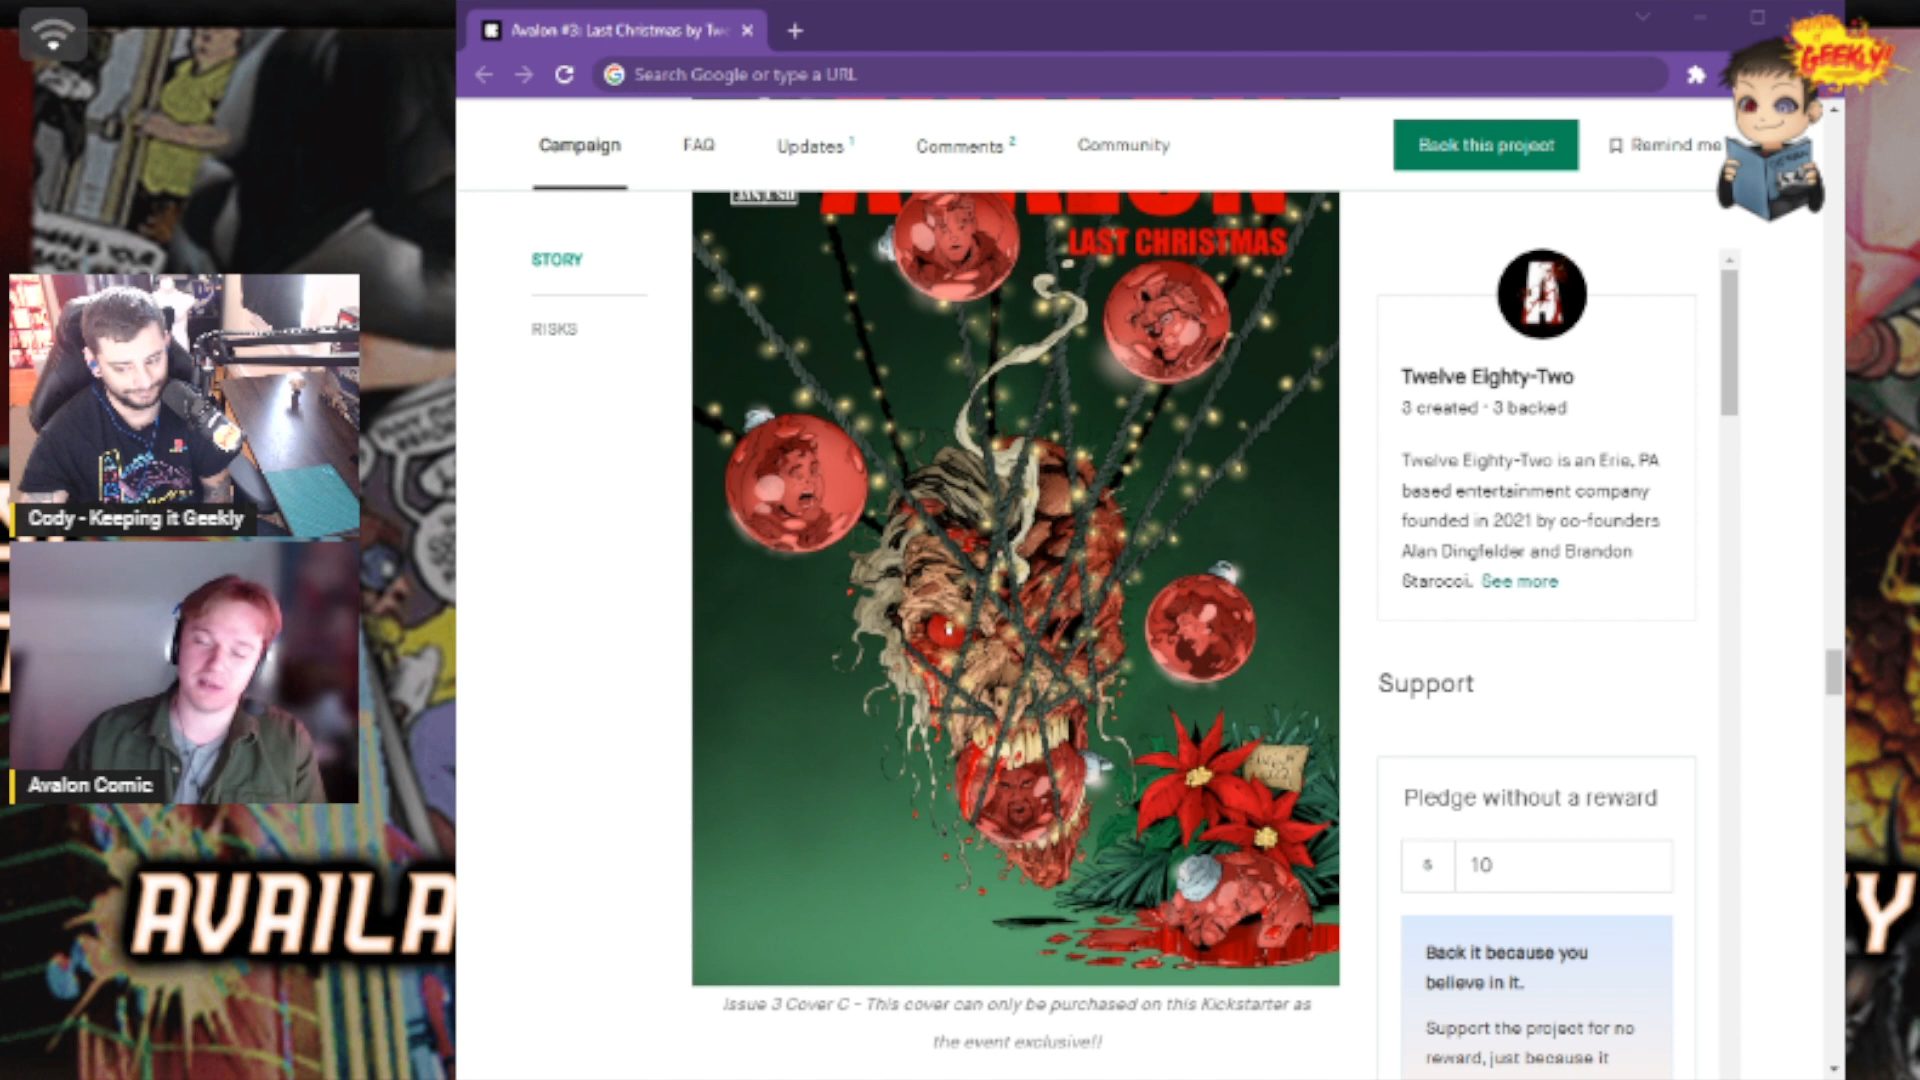 Avalon #3: Last Christmas by Tw
Search Google or type a URL
GEEKLY!
Campaign
FAQ
Updates 1
Comments 2
Community
Back this project
Remind me
AVALON
LAST CHRISTMAS
STORY
RISKS
Cody - Keeping it Geekly
Avalon Comic
AVAILA
Y
A
Twelve Eighty-Two
3 created · 3 backed
Twelve Eighty-Two is an Erie, PA
based entertainment company
founded in 2021 by co-founders
Alan Dingfelder and Brandon
Starocci. See more
Support
Pledge without a reward
$ 10
Back it because you
believe in it.
Support the project for no
reward, just because it
Issue 3 Cover C - This cover can only be purchased on this Kickstarter as
the event exclusive!!